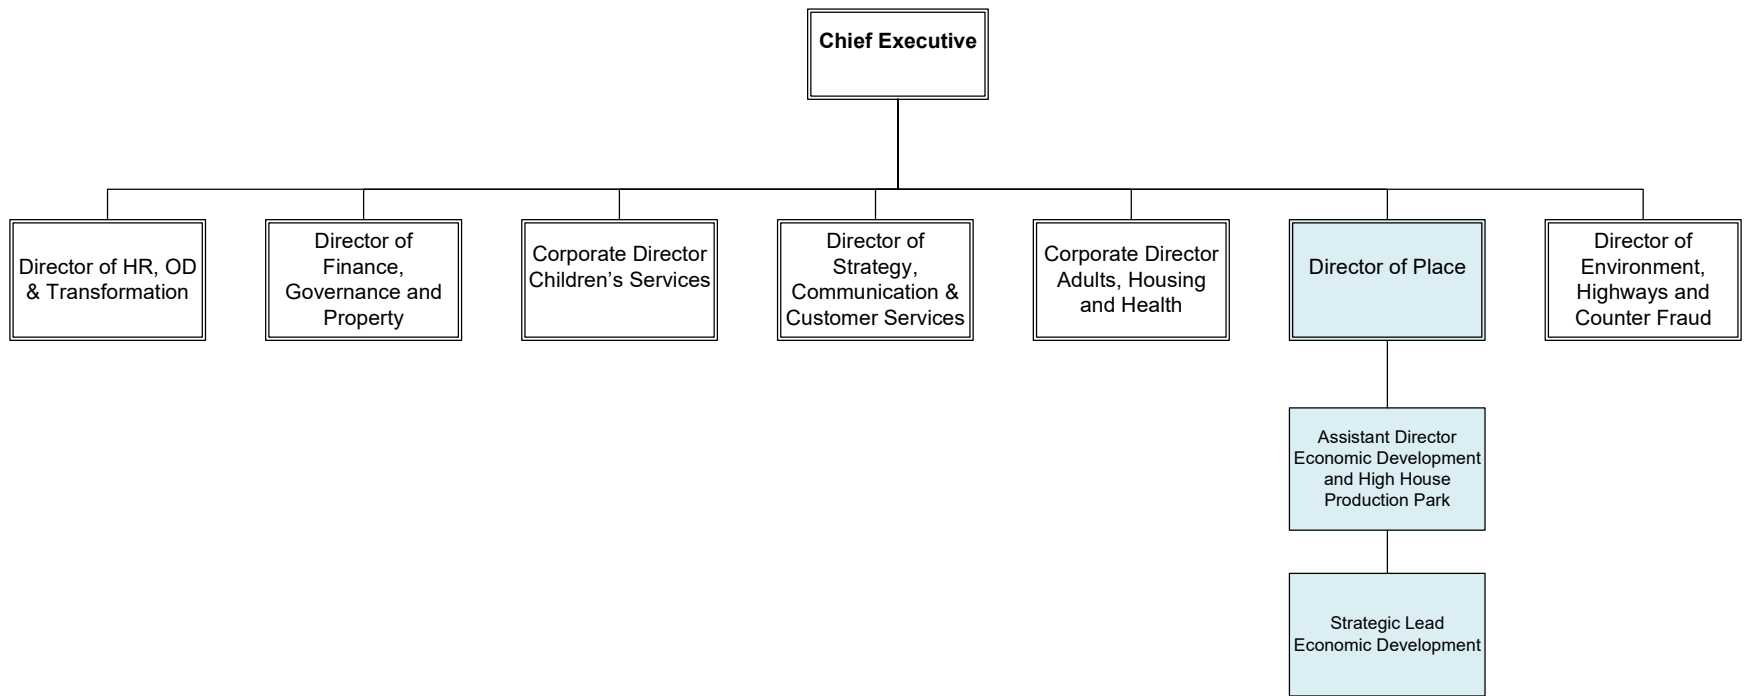 Chief Executive
Director of HR, OD
& Transformation
Director of
Finance,
Governance and
Property
Corporate Director
Children’s Services
Director of
Strategy,
Communication &
Customer Services
Corporate Director
Adults, Housing
and Health
Director of Place
Director of
Environment,
Highways and
Counter Fraud
Assistant Director
Economic Development
and High House
Production Park
Strategic Lead
Economic Development